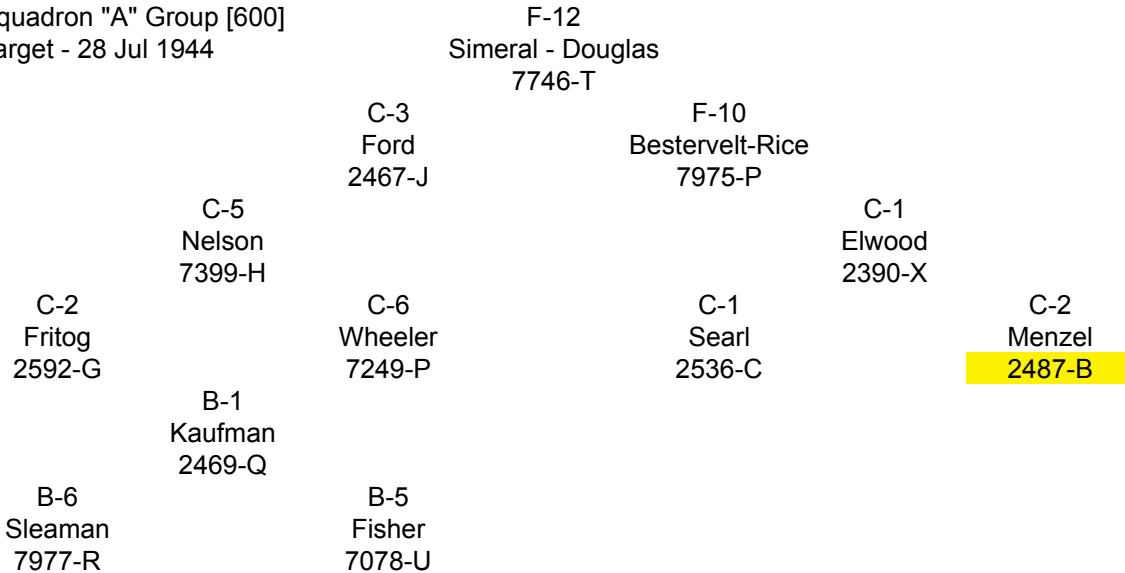 quadron "A" Group [600] F-12
arget - 28 Jul 1944 Simeral - Douglas
7746-T
C-3 F-10
Ford Bestervelt-Rice
2467-J 7975-P
C-5 C-1
Nelson Elwood
7399-H 2390-X
C-2 C-6 C-1 C-2
Fritog Wheeler Searl Menzel
2592-G 7249-P 2536-C 2487-B
B-1
Kaufman
2469-Q
B-6 B-5
Sleaman Fisher
7977-R 7078-U